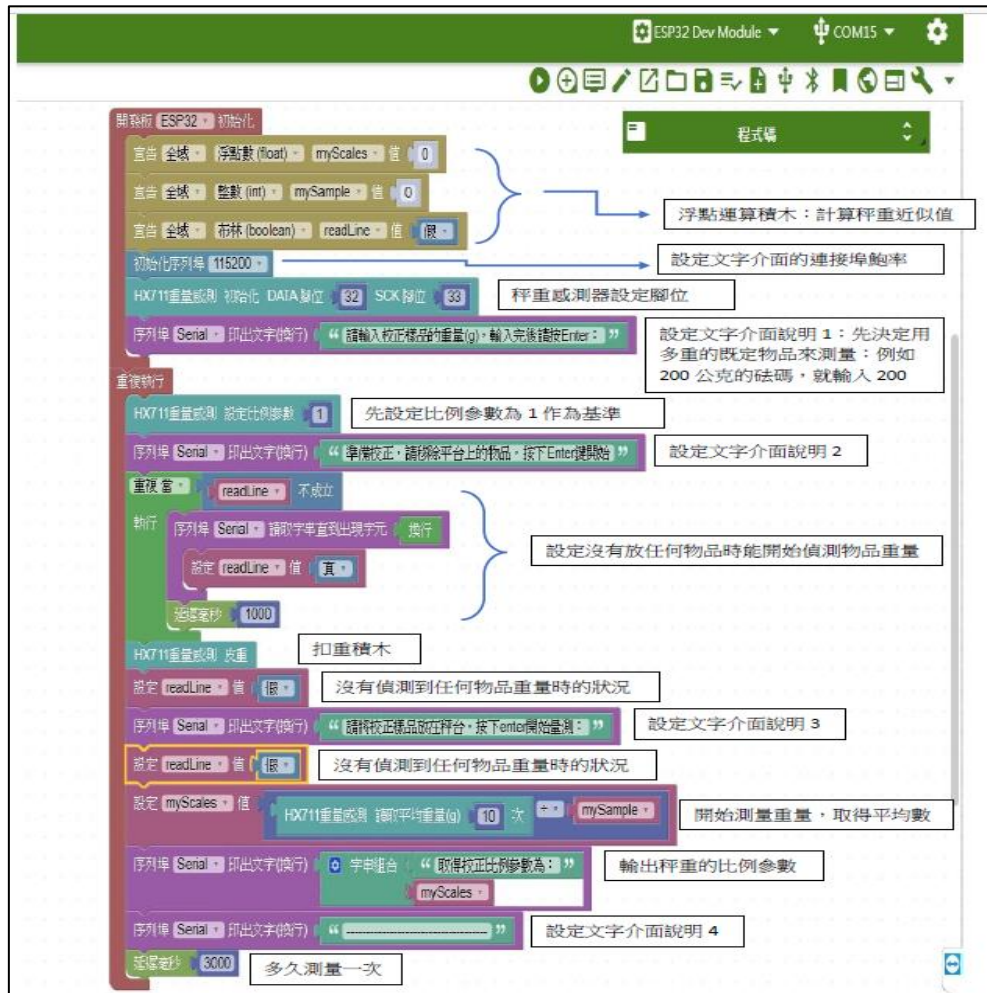 ESP32 Dev Module COM15
程式碼
開發板 ESP32 初始化
宣告 全域 浮點數 (float) myScales 值 0
宣告 全域 整數 (int) mySample 值 0
宣告 全域 布林 (boolean) readLine 值 假
浮點運算積木：計算秤重近似值
初始化序列埠 115200
設定文字介面的連接埠鮑率
HX711重量感測 初始化 DATA 腳位 32 SCK 腳位 33
秤重感測器設定腳位
序列埠 Serial 印出文字(換行) “ 請輸入校正樣品的重量(g)，輸入完後請按Enter： ”
設定文字介面說明 1：先決定用
多重的既定物品來測量：例如
200 公克的砝碼，就輸入 200
重複執行
HX711重量感測 設定比例參數 1
先設定比例參數為 1 作為基準
序列埠 Serial 印出文字(換行) “ 準備校正，請移除平台上的物品，按下Enter鍵開始 ”
設定文字介面說明 2
重複 當 readLine 不成立
執行 序列埠 Serial 讀取字串直到出現字元 換行
設定沒有放任何物品時能開始偵測物品重量
設定 readLine 值 真
延遲毫秒 1000
HX711重量感測 皮重
扣重積木
設定 readLine 值 假
沒有偵測到任何物品重量時的狀況
序列埠 Serial 印出文字(換行) “ 請將校正樣品放在秤台，按下enter開始量測： ”
設定文字介面說明 3
設定 readLine 值 假
沒有偵測到任何物品重量時的狀況
設定 myScales 值 HX711重量感測 讀取平均重量(g) 10 次 ÷ mySample
開始測量重量，取得平均數
序列埠 Serial 印出文字(換行) 字串組合 “ 取得校正比例參數為： ”
myScales
輸出秤重的比例參數
序列埠 Serial 印出文字(換行) “ ------------------------------------ ”
設定文字介面說明 4
延遲毫秒 3000
多久測量一次